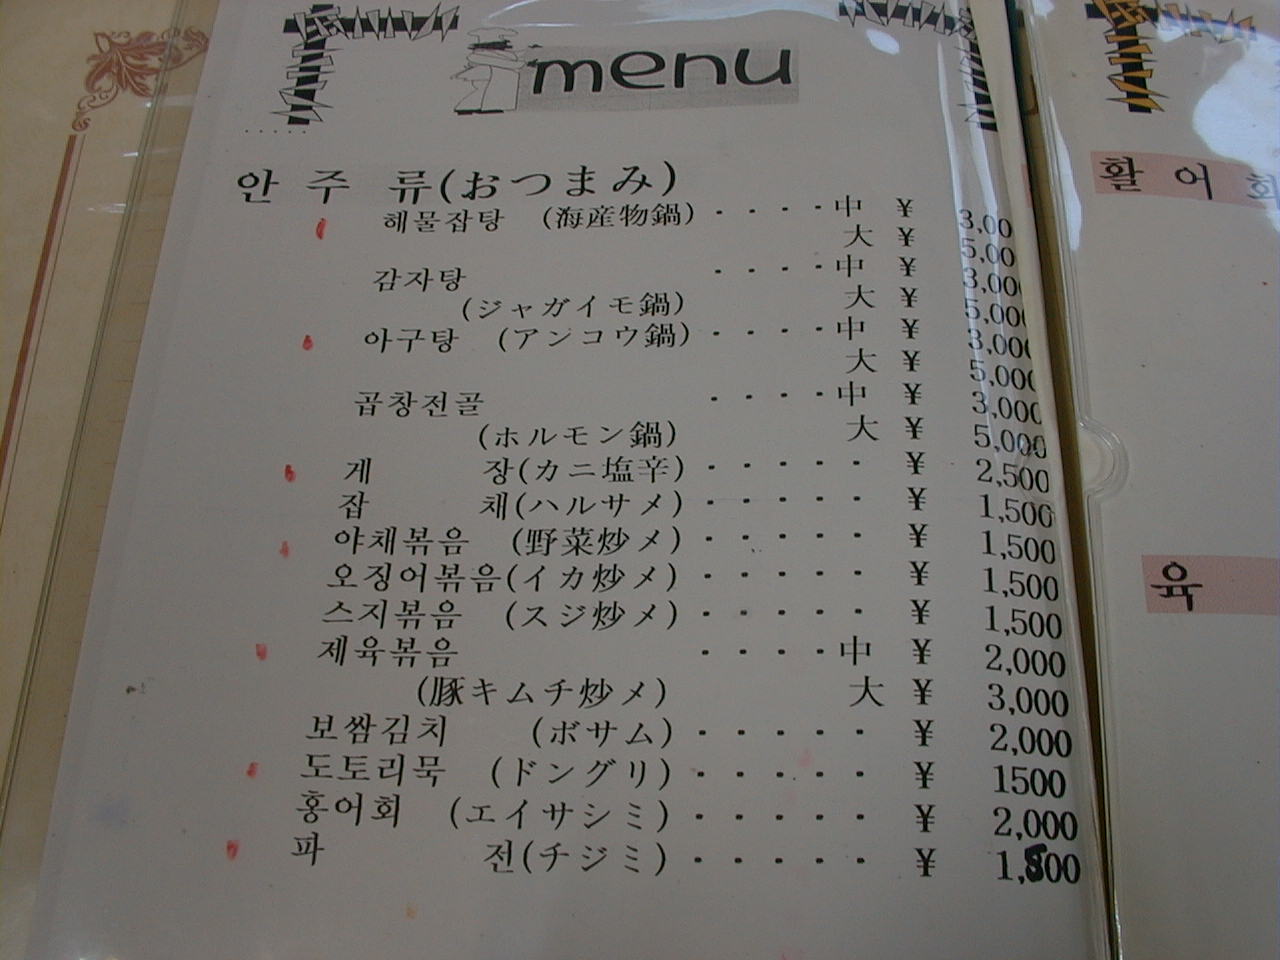 menu
안 주 류(おつまみ)
해물잡탕 (海産物鍋) ・・・・中 ¥ 3,00
大 ¥ 5,00
감자탕 ・・・・中 ¥ 3,00
(ジャガイモ鍋) 大 ¥ 5,000
아구탕 (アンコウ鍋) ・・・・中 ¥ 3,000
大 ¥ 5,000
곱창전골 ・・・・中 ¥ 3,000
(ホルモン鍋) 大 ¥ 5,000
게 장(カニ塩辛) ・・・・・ ¥ 2,500
잡 채(ハルサメ) ・・・・・ ¥ 1,500
야채볶음 (野菜炒メ) ・・・・・ ¥ 1,500
오징어볶음(イカ炒メ) ・・・・・ ¥ 1,500
스지볶음 (スジ炒メ) ・・・・・ ¥ 1,500
제육볶음 ・・・・中 ¥ 2,000
(豚キムチ炒メ) 大 ¥ 3,000
보쌈김치 (ボサム) ・・・・・ ¥ 2,000
도토리묵 (ドングリ) ・・・・・ ¥ 1500
홍어회 (エイサシミ) ・・・・・ ¥ 2,000
파 전(チヂミ) ・・・・・ ¥ 1,800
활 어 회
육